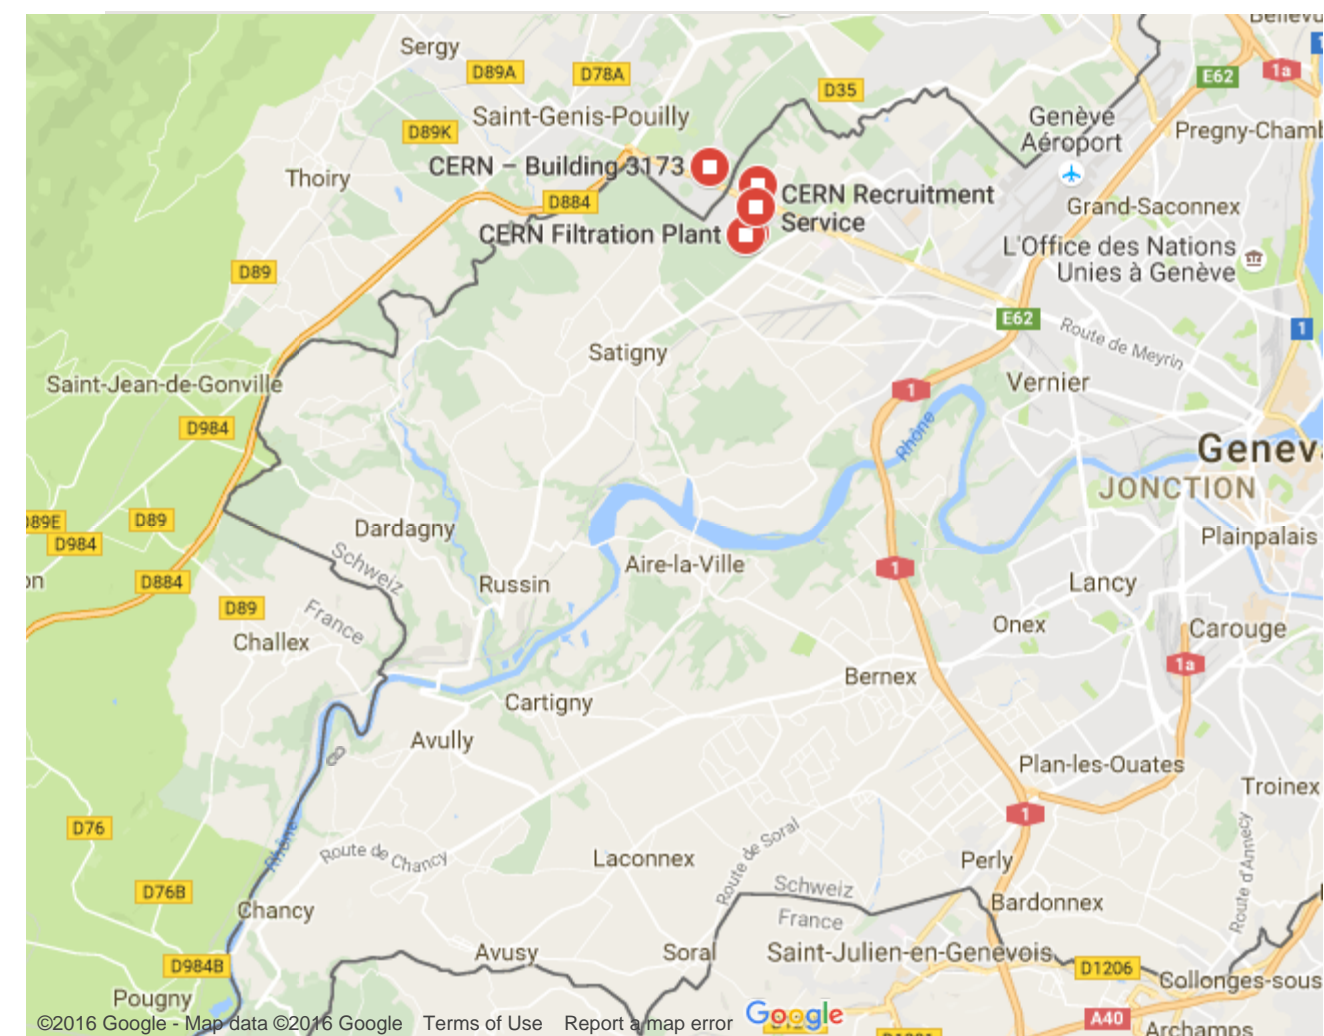 Sergy
D89A
D78A
D35
E62
1a
1
Saint-Genis-Pouilly
Genève
Aéroport
Pregny-Chamb
D89K
Thoiry
CERN – Building 3173
D884
CERN Recruitment
Service
CERN Filtration Plant
Grand-Saconnex
L'Office des Nations
Unies à Genève
D89
E62
1
Route de Meyrin
Satigny
Saint-Jean-de-Gonville
1
Vernier
D984
Rhône
Genev
JONCTION
D89
D984
Dardagny
Plainpalais
Schweiz
France
Aire-la-Ville
1
D884
Russin
Lancy
D89
Challex
Onex
Carouge
1a
Bernex
Cartigny
Avully
Plan-les-Ouates
Troinex
1
D76
Rhône
Route de Chancy
Laconnex
Route de Soral
Perly
Route d'Annecy
D76B
Schweiz
France
Chancy
Bardonnex
Avusy
Soral
Saint-Julien-en-Genevois
D984B
D1206
Collonges-sous
Pougny
A40
Archamps
©2016 Google - Map data ©2016 Google Terms of Use Report a map error
Google